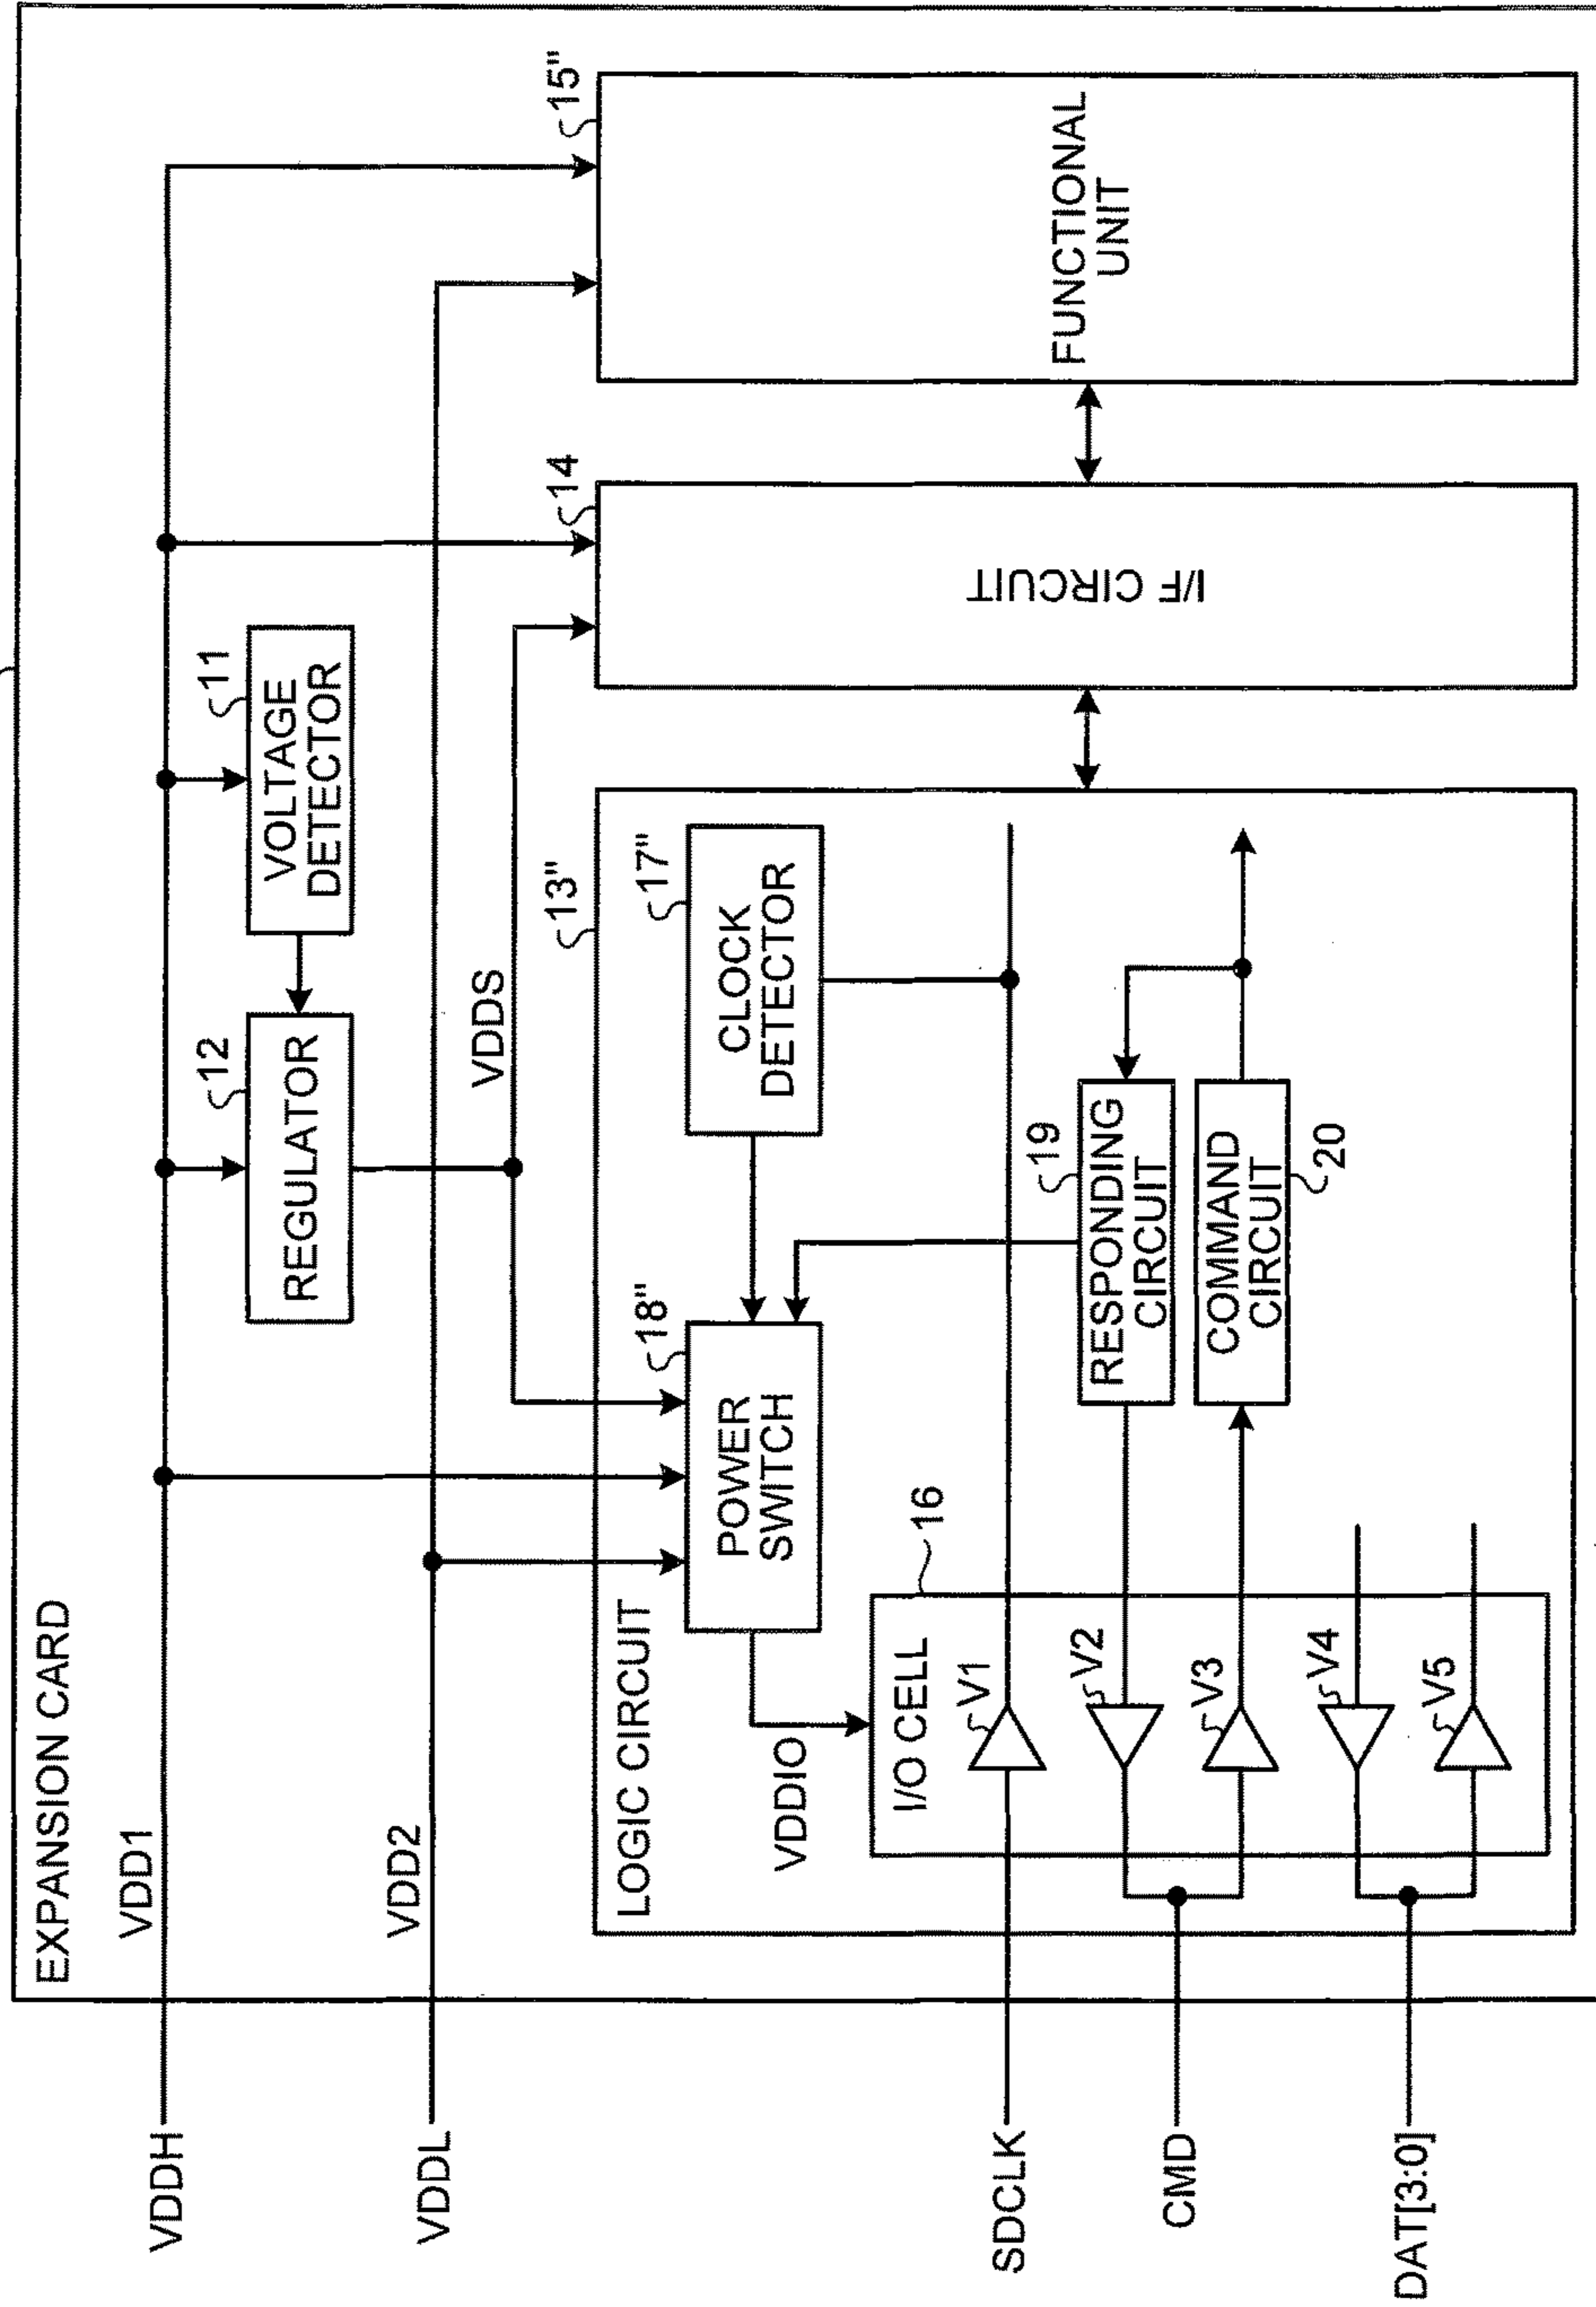 EXPANSION CARD
VDDH
VDD1
12
REGULATOR
11
VOLTAGE
DETECTOR
VDDL
VDD2
VDDS
13"
14
15"
LOGIC CIRCUIT
18"
POWER
SWITCH
17"
CLOCK
DETECTOR
VDDIO
I/O CELL
16
I/F CIRCUIT
FUNCTIONAL
UNIT
SDCLK
V1
19
CMD
V2
RESPONDING
CIRCUIT
V3
COMMAND
CIRCUIT
20
V4
DAT[3:0]
V5